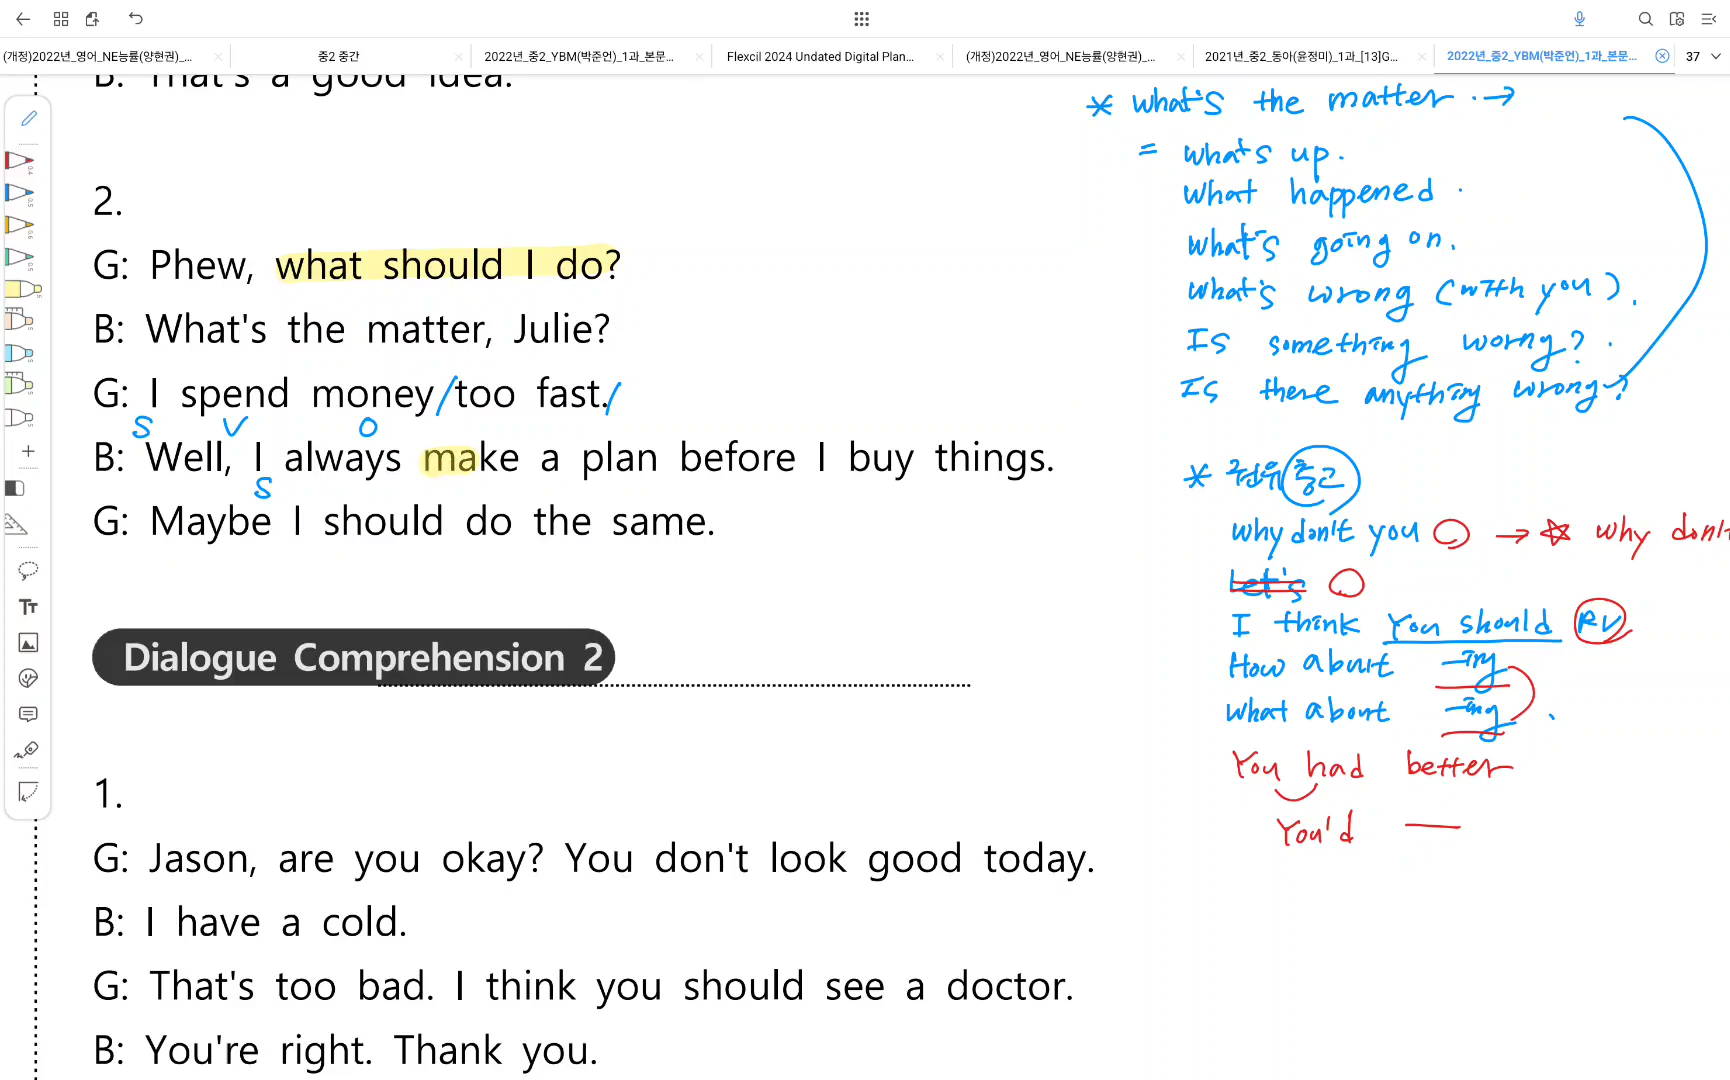 (개정)2022년_영어_NE능률(양현권)_...
중2 중간
2022년_중2_YBM(박준언)_1과_본문...
Flexcil 2024 Undated Digital Plan...
(개정)2022년_영어_NE능률(양현권)_...
2021년_중2_동아(윤정미)_1과_[13]G...
2022년_중2_YBM(박준언)_1과_본문...
37
B: That's a good idea.
2.
G: Phew, what should I do?
B: What's the matter, Julie?
G: I spend money/too fast./
S V O
B: Well, I always make a plan before I buy things.
S
G: Maybe I should do the same.
Dialogue Comprehension 2
1.
G: Jason, are you okay? You don't look good today.
B: I have a cold.
G: That's too bad. I think you should see a doctor.
B: You're right. Thank you.
* what's the matter. →
= what's up.
what happened.
what's going on.
what's wrong (with you).
Is something worng?.
Is there anything wrong?
* 권유 충고
why don't you → ☆ why don't
Let's
I think You should RV
How about -ing
What about -ing.
You had better
You'd —
Tт